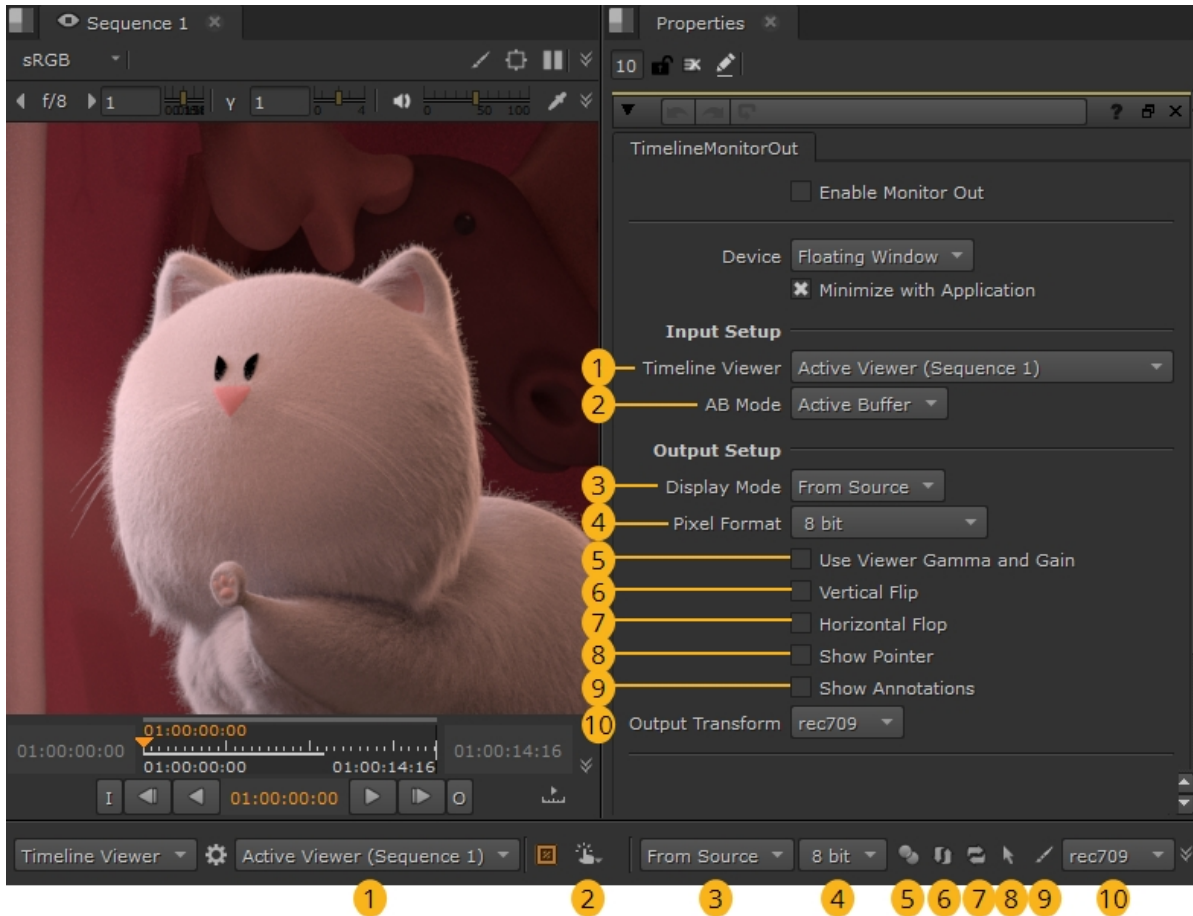 Sequence 1
sRGB
f/8 1 γ 1 0 4 0 50 100
01:00:00:00
01:00:00:00 01:00:14:16
01:00:00:00 01:00:14:16
I 01:00:00:00 O
Properties
10
?
TimelineMonitorOut
Enable Monitor Out
Device Floating Window
Minimize with Application
Input Setup
1 Timeline Viewer Active Viewer (Sequence 1)
2 AB Mode Active Buffer
Output Setup
3 Display Mode From Source
4 Pixel Format 8 bit
5 Use Viewer Gamma and Gain
6 Vertical Flip
7 Horizontal Flop
8 Show Pointer
9 Show Annotations
10 Output Transform rec709
Timeline Viewer Active Viewer (Sequence 1) From Source 8 bit rec709
1 2 3 4 5 6 7 8 9 10